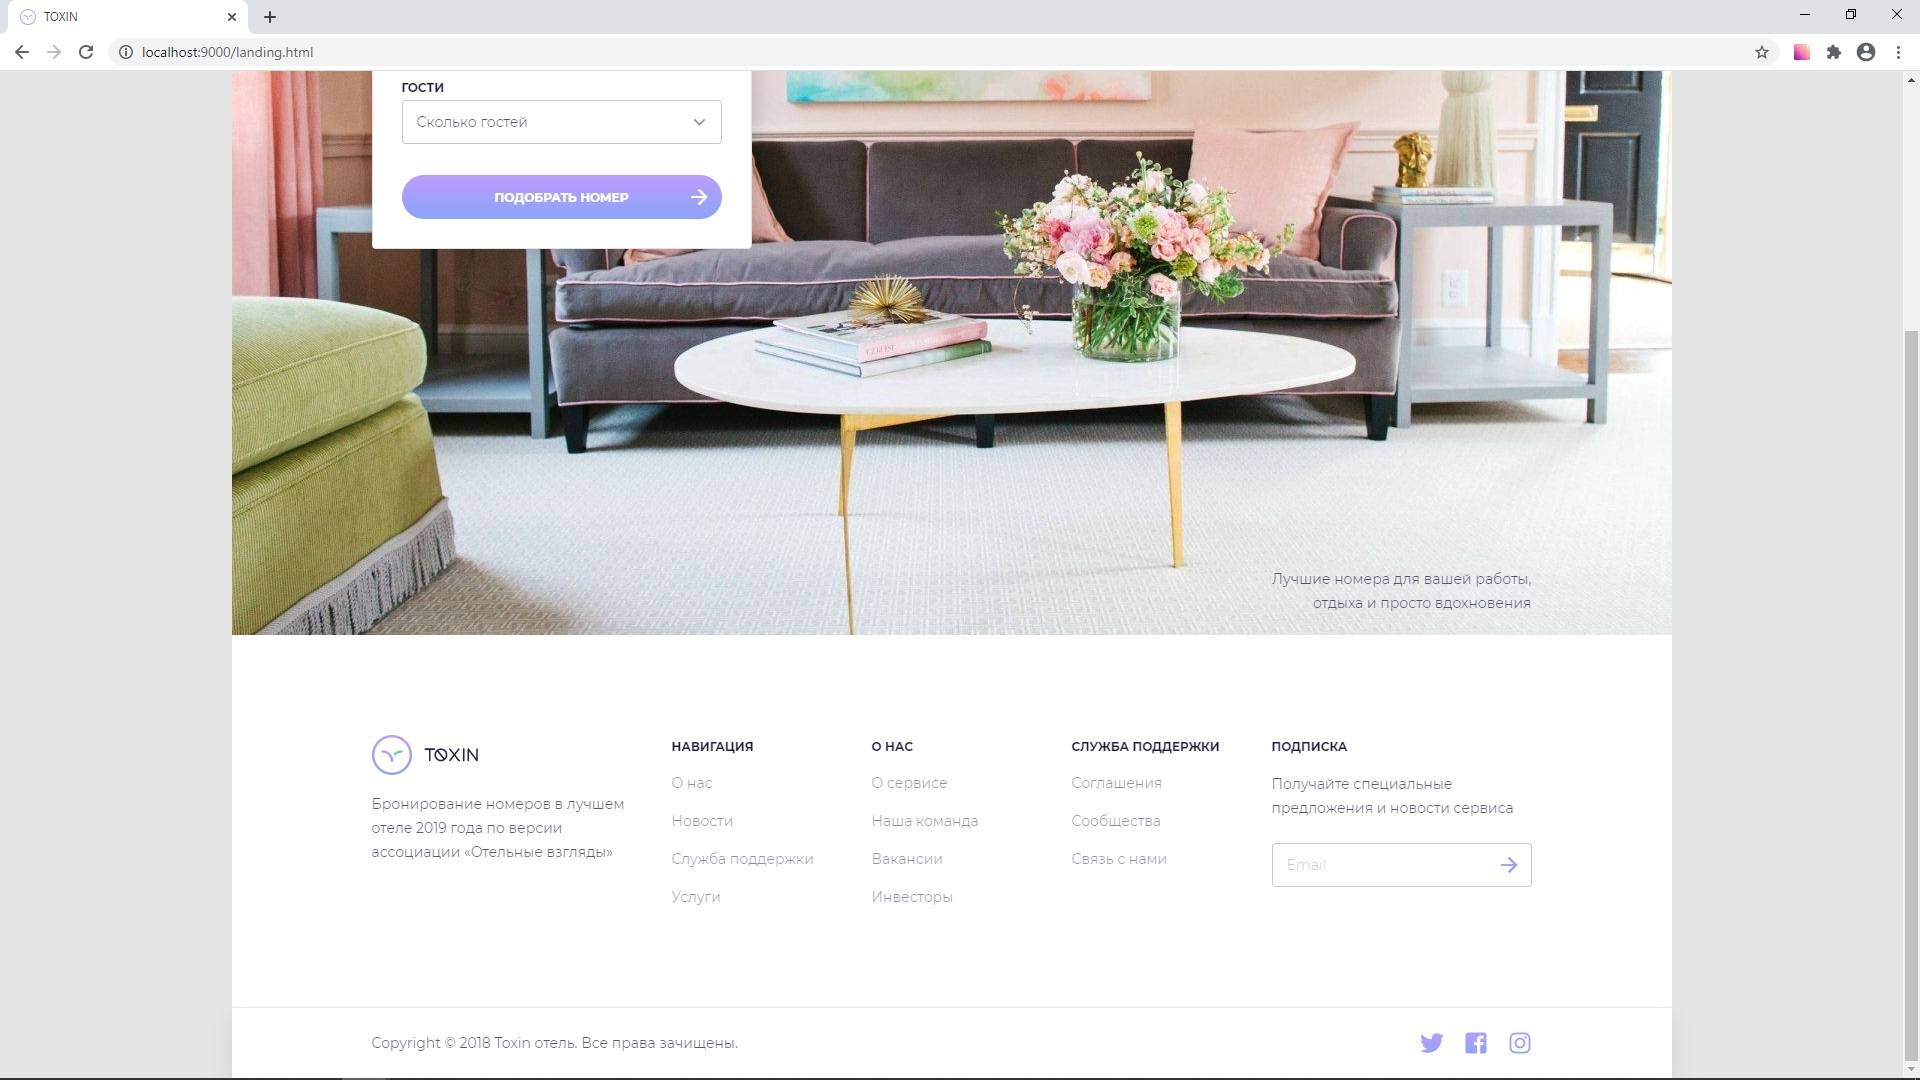 TOXIN
localhost:9000/landing.html
ГОСТИ
Сколько гостей
ПОДОБРАТЬ НОМЕР
Лучшие номера для вашей работы,
отдыха и просто вдохновения
TOXIN
Бронирование номеров в лучшем
отеле 2019 года по версии
ассоциации «Отельные взгляды»
НАВИГАЦИЯ
О нас
Новости
Служба поддержки
Услуги
О НАС
О сервисе
Наша команда
Вакансии
Инвесторы
СЛУЖБА ПОДДЕРЖКИ
Соглашения
Сообщества
Связь с нами
ПОДПИСКА
Получайте специальные
предложения и новости сервиса
Email
Copyright © 2018 Toxin отель. Все права зачищены.